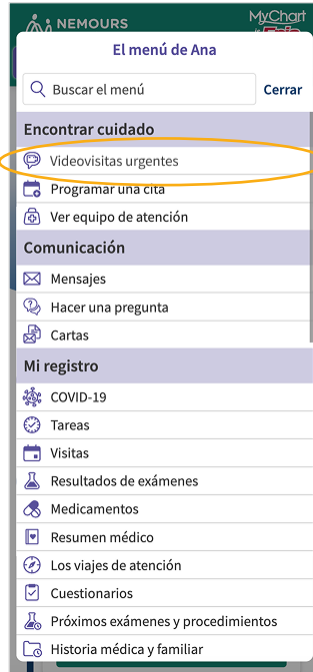 NEMOURS
MyChart
El menú de Ana
Buscar el menú
Cerrar
Encontrar cuidado
Videovisitas urgentes
Programar una cita
Ver equipo de atención
Comunicación
Mensajes
Hacer una pregunta
Cartas
Mi registro
COVID-19
Tareas
Visitas
Resultados de exámenes
Medicamentos
Resumen médico
Los viajes de atención
Cuestionarios
Próximos exámenes y procedimientos
Historia médica y familiar